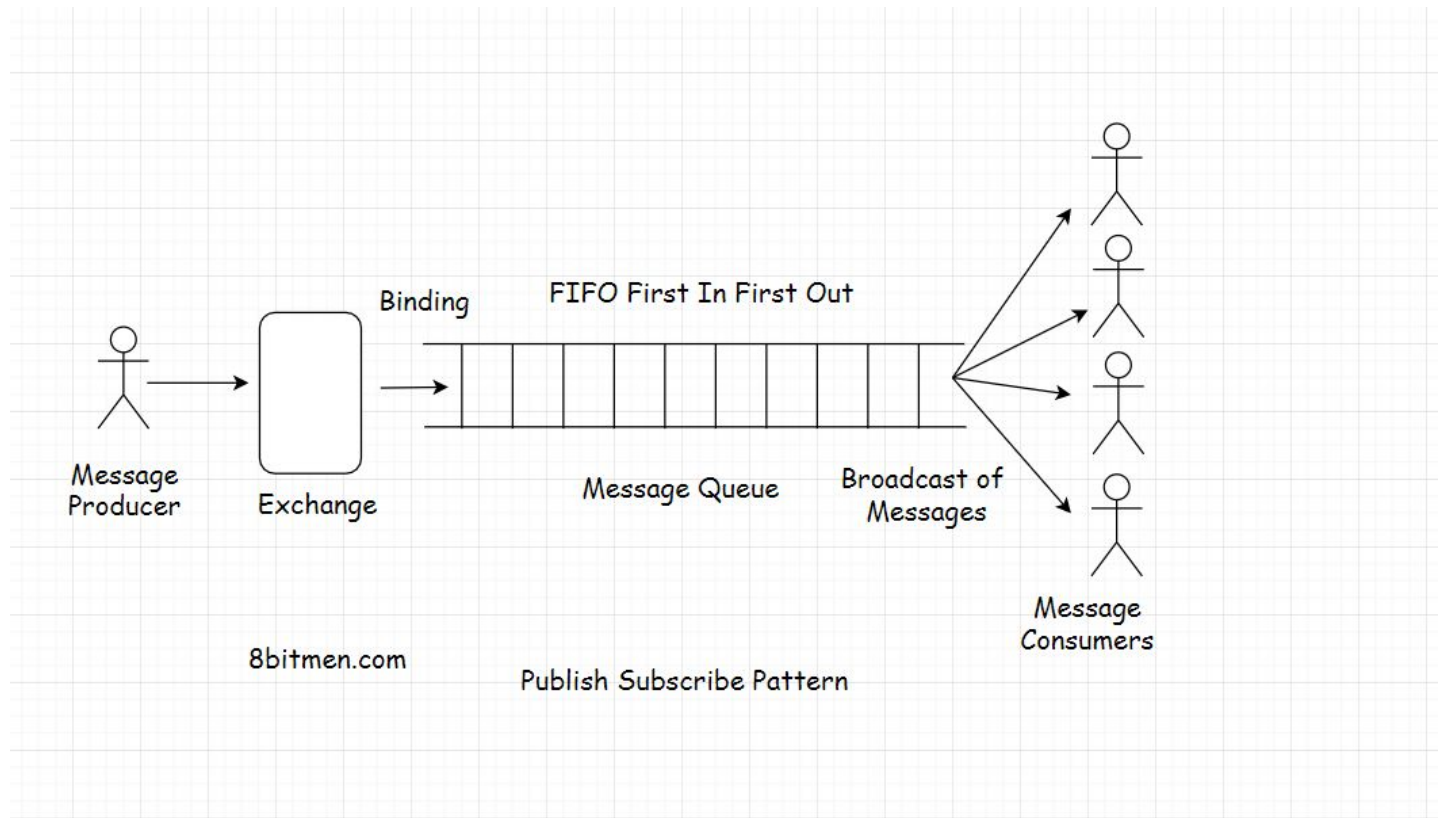 Binding
FIFO First In First Out
Message
Producer
Exchange
Message Queue
Broadcast of
Messages
Message
Consumers
8bitmen.com
Publish Subscribe Pattern